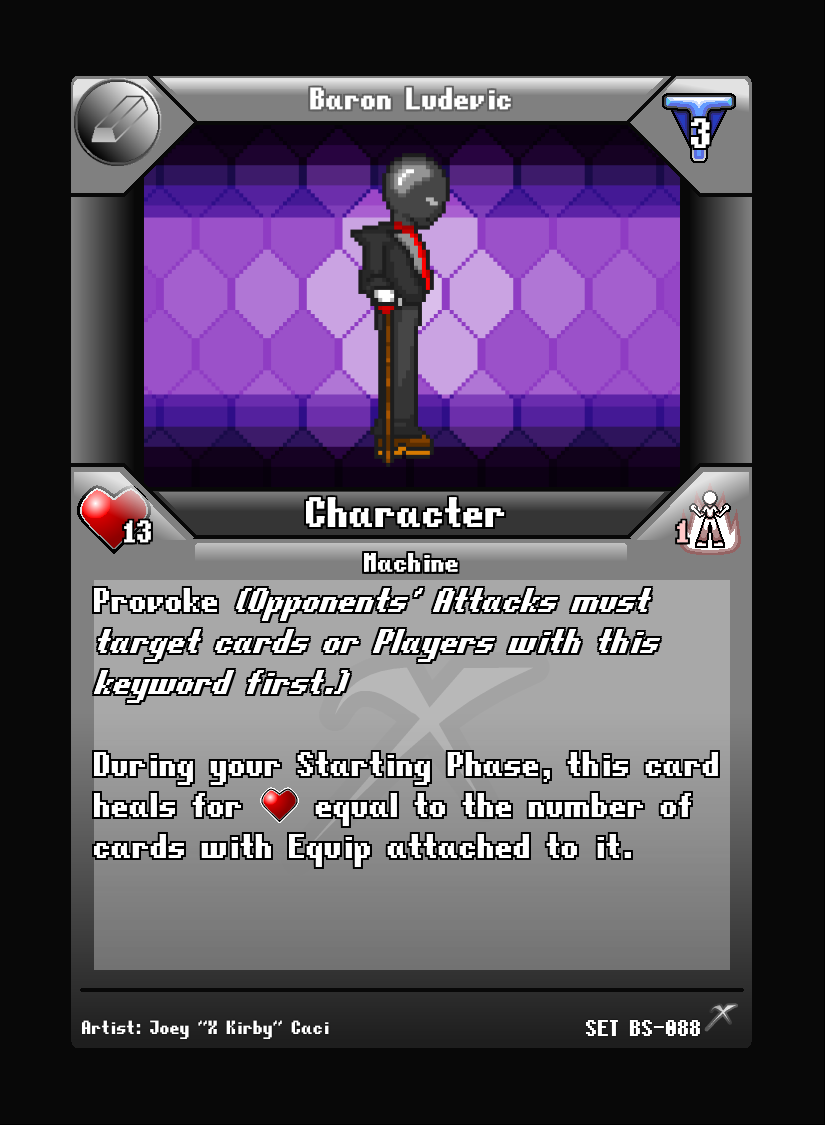 Baron Ludevic
3
Character
13
1
Machine
Provoke (Opponents' Attacks must
target cards or Players with this
keyword first.)
During your Starting Phase, this card
heals for equal to the number of
cards with Equip attached to it.
Artist: Joey "X Kirby" Caci
SET BS-088